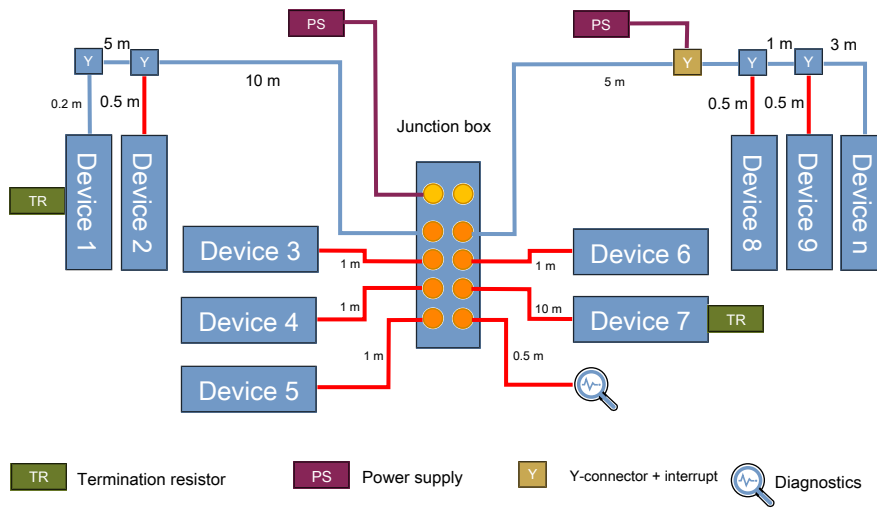 PS
PS
5 m
1 m
3 m
Y
Y
Y
Y
Y
10 m
5 m
0.2 m
0.5 m
0.5 m
0.5 m
Junction box
Device 1
Device 2
Device 8
Device 9
Device n
TR
Device 3
Device 6
1 m
1 m
Device 4
1 m
10 m
Device 7
TR
1 m
0.5 m
Device 5
TR
Termination resistor
PS
Power supply
Y
Y-connector + interrupt
Diagnostics